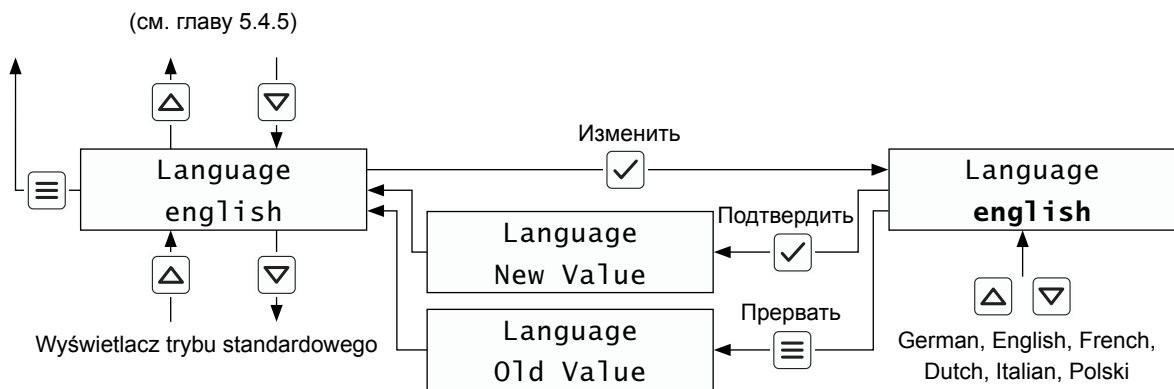 (см. главу 5.4.5)
Изменить
Language
english
Language
english
Подтвердить
Language
New Value
Прервать
Language
Old Value
Wyświetlacz trybu standardowego
German, English, French,
Dutch, Italian, Polski